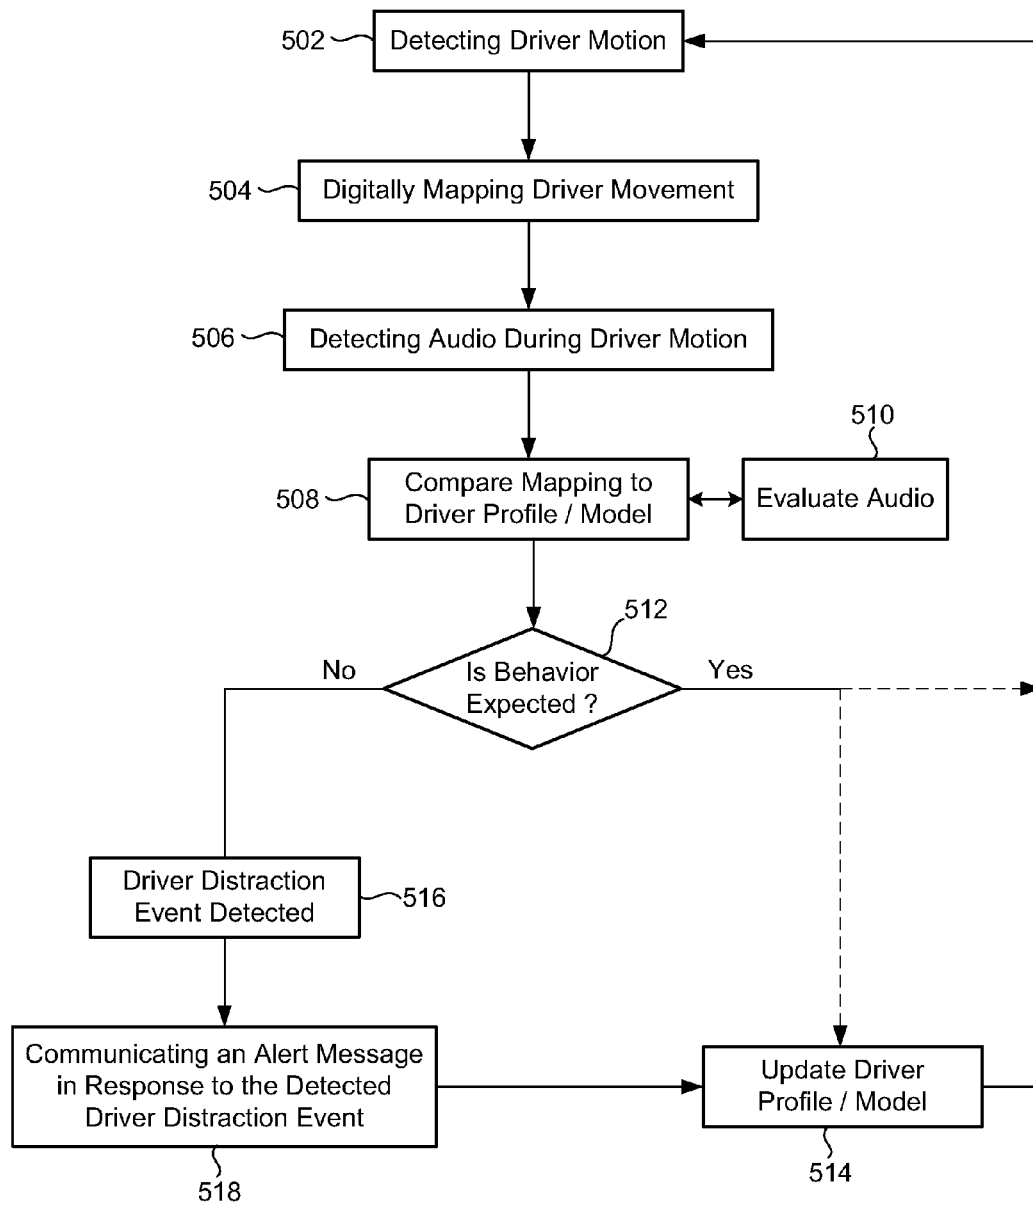 502
Detecting Driver Motion
504
Digitally Mapping Driver Movement
506
Detecting Audio During Driver Motion
510
508
Compare Mapping to
Driver Profile / Model
Evaluate Audio
512
No
Is Behavior
Expected ?
Yes
Driver Distraction
Event Detected
516
Communicating an Alert Message
in Response to the Detected
Driver Distraction Event
518
Update Driver
Profile / Model
514